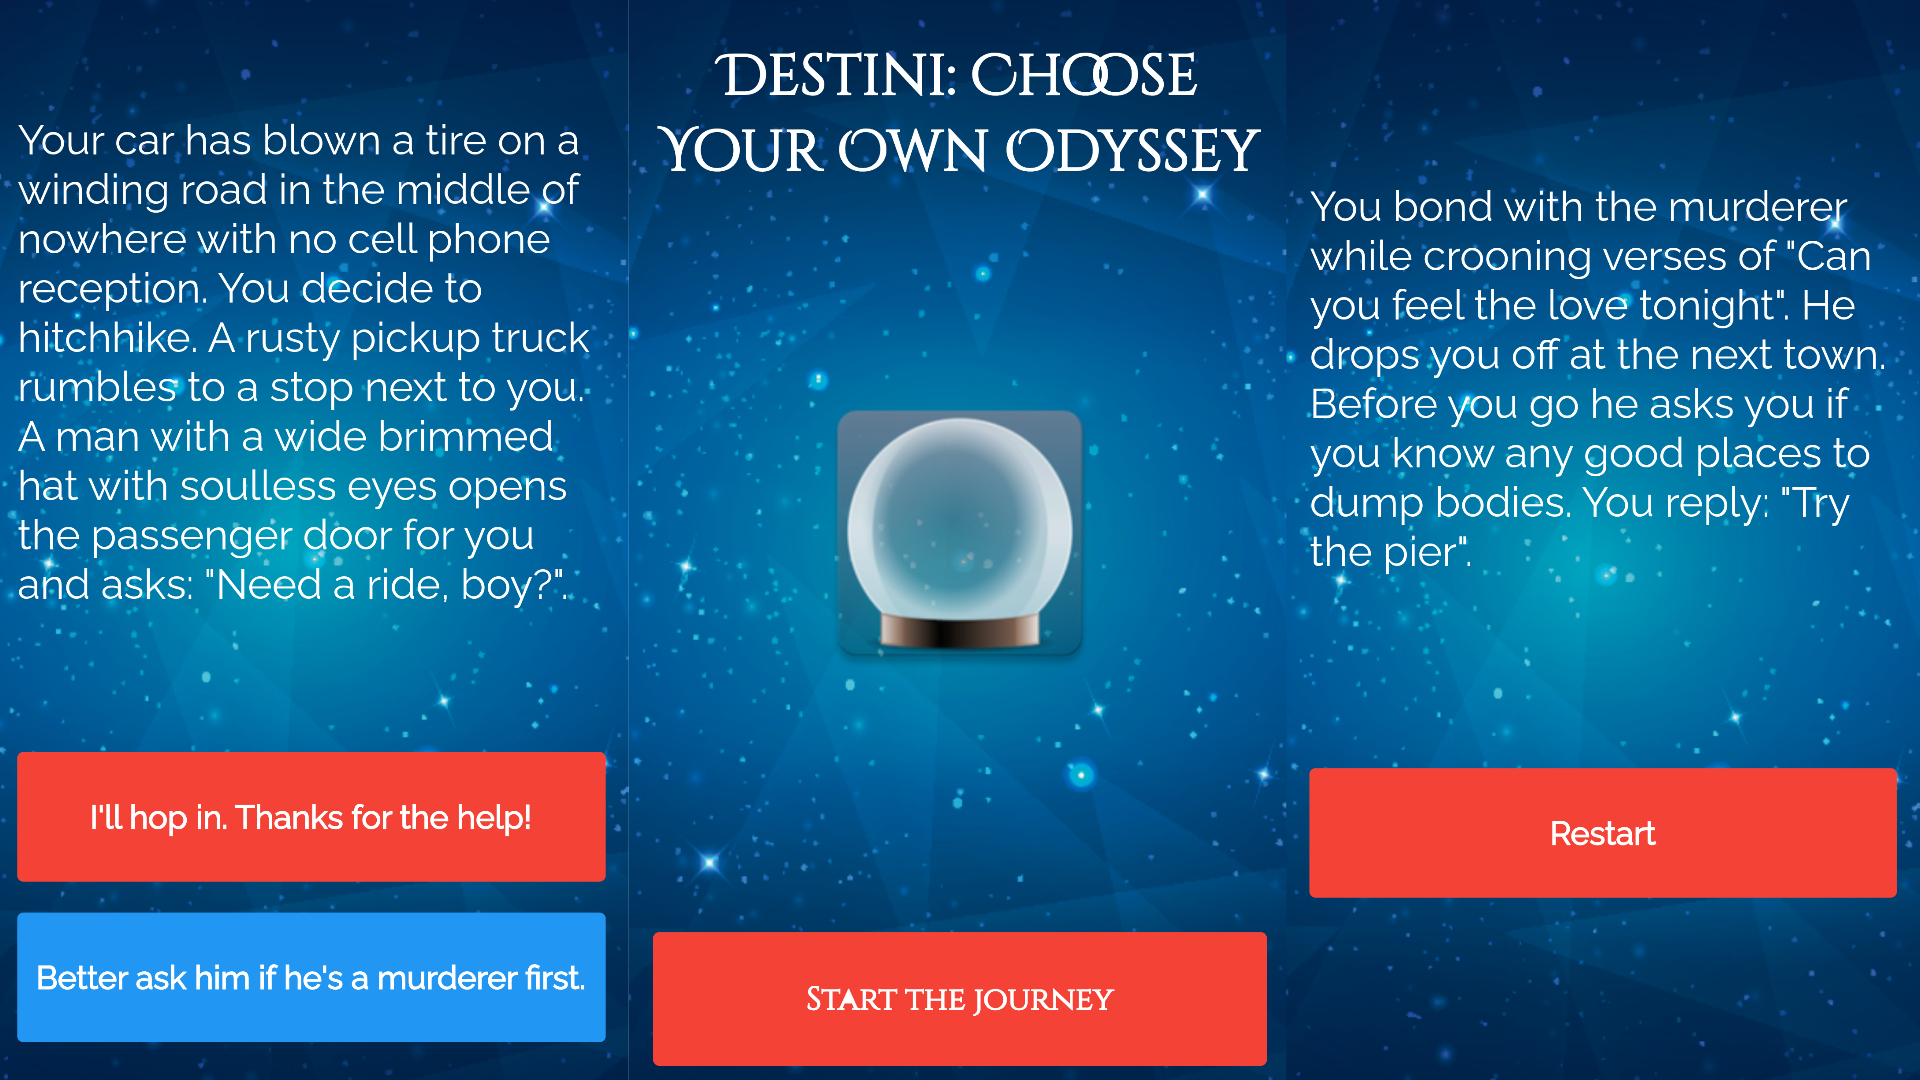 Your car has blown a tire on a
winding road in the middle of
nowhere with no cell phone
reception. You decide to
hitchhike. A rusty pickup truck
rumbles to a stop next to you.
A man with a wide brimmed
hat with soulless eyes opens
the passenger door for you
and asks: "Need a ride, boy?".
I'll hop in. Thanks for the help!
Better ask him if he's a murderer first.
Destini: Choose
Your Own Odyssey
Start the journey
You bond with the murderer
while crooning verses of "Can
you feel the love tonight". He
drops you off at the next town.
Before you go he asks you if
you know any good places to
dump bodies. You reply: "Try
the pier".
Restart